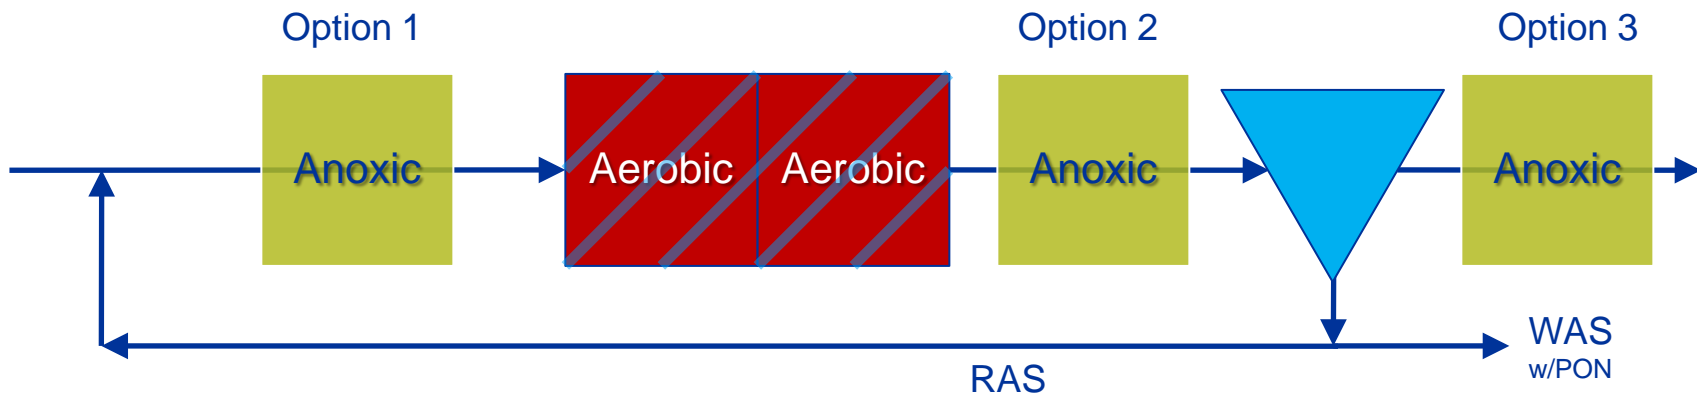 Option 1
Option 2
Option 3
Anoxic
Aerobic
Aerobic
Anoxic
Anoxic
WAS
w/PON
RAS